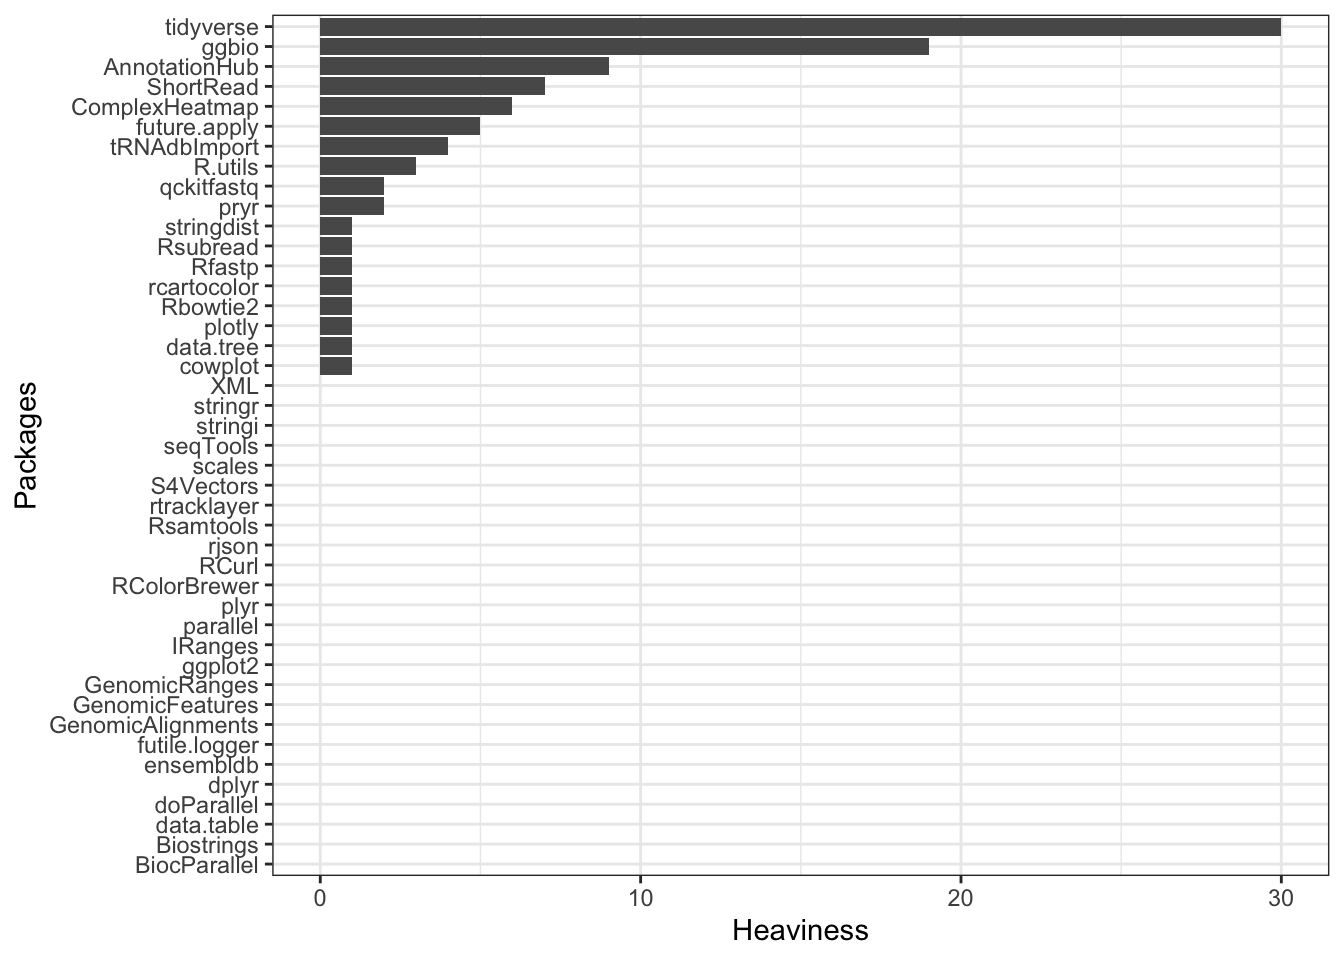 tidyverse
ggbio
AnnotationHub
ShortRead
ComplexHeatmap
future.apply
tRNAdbImport
R.utils
qckitfastq
pryr
stringdist
Rsubread
Rfastp
rcartocolor
Rbowtie2
plotly
data.tree
cowplot
XML
stringr
stringi
seqTools
scales
S4Vectors
rtracklayer
Rsamtools
rjson
RCurl
RColorBrewer
plyr
parallel
IRanges
ggplot2
GenomicRanges
GenomicFeatures
GenomicAlignments
futile.logger
ensembldb
dplyr
doParallel
data.table
Biostrings
BiocParallel
Packages
0 10 20 30
Heaviness